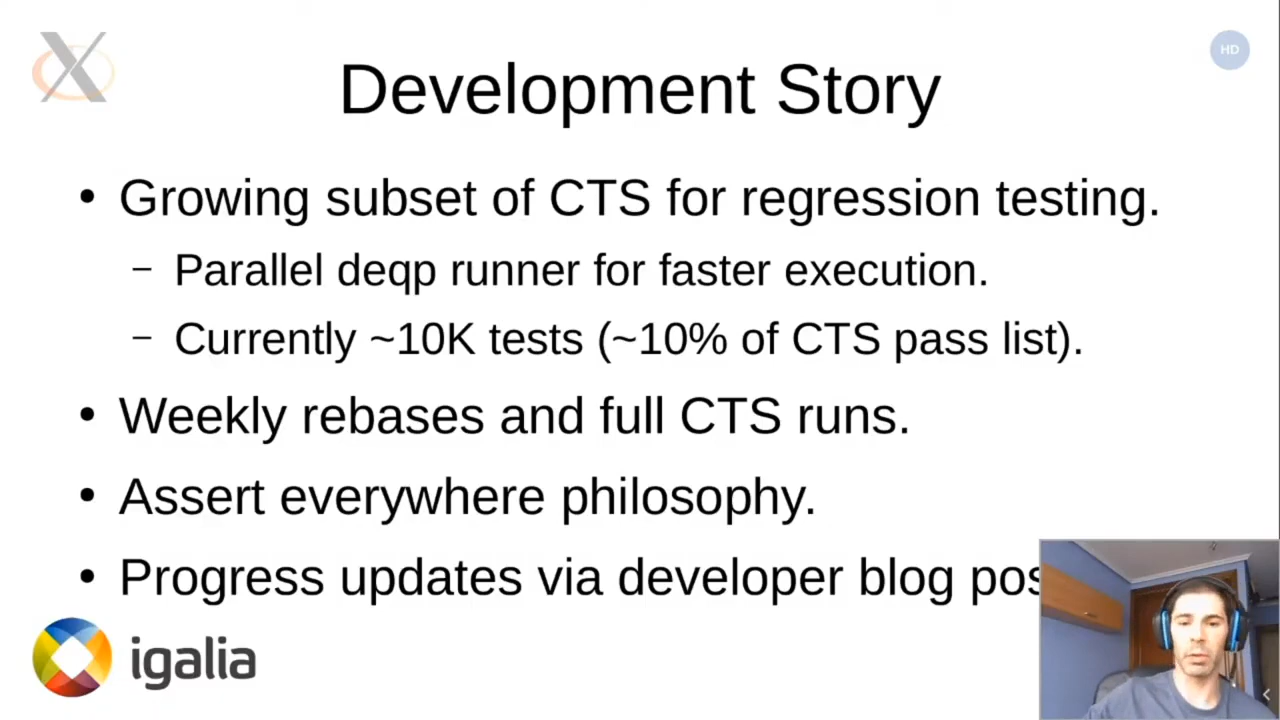 HD
Development Story
• Growing subset of CTS for regression testing.
– Parallel deqp runner for faster execution.
– Currently ~10K tests (~10% of CTS pass list).
• Weekly rebases and full CTS runs.
• Assert everywhere philosophy.
• Progress updates via developer blog pos
igalia